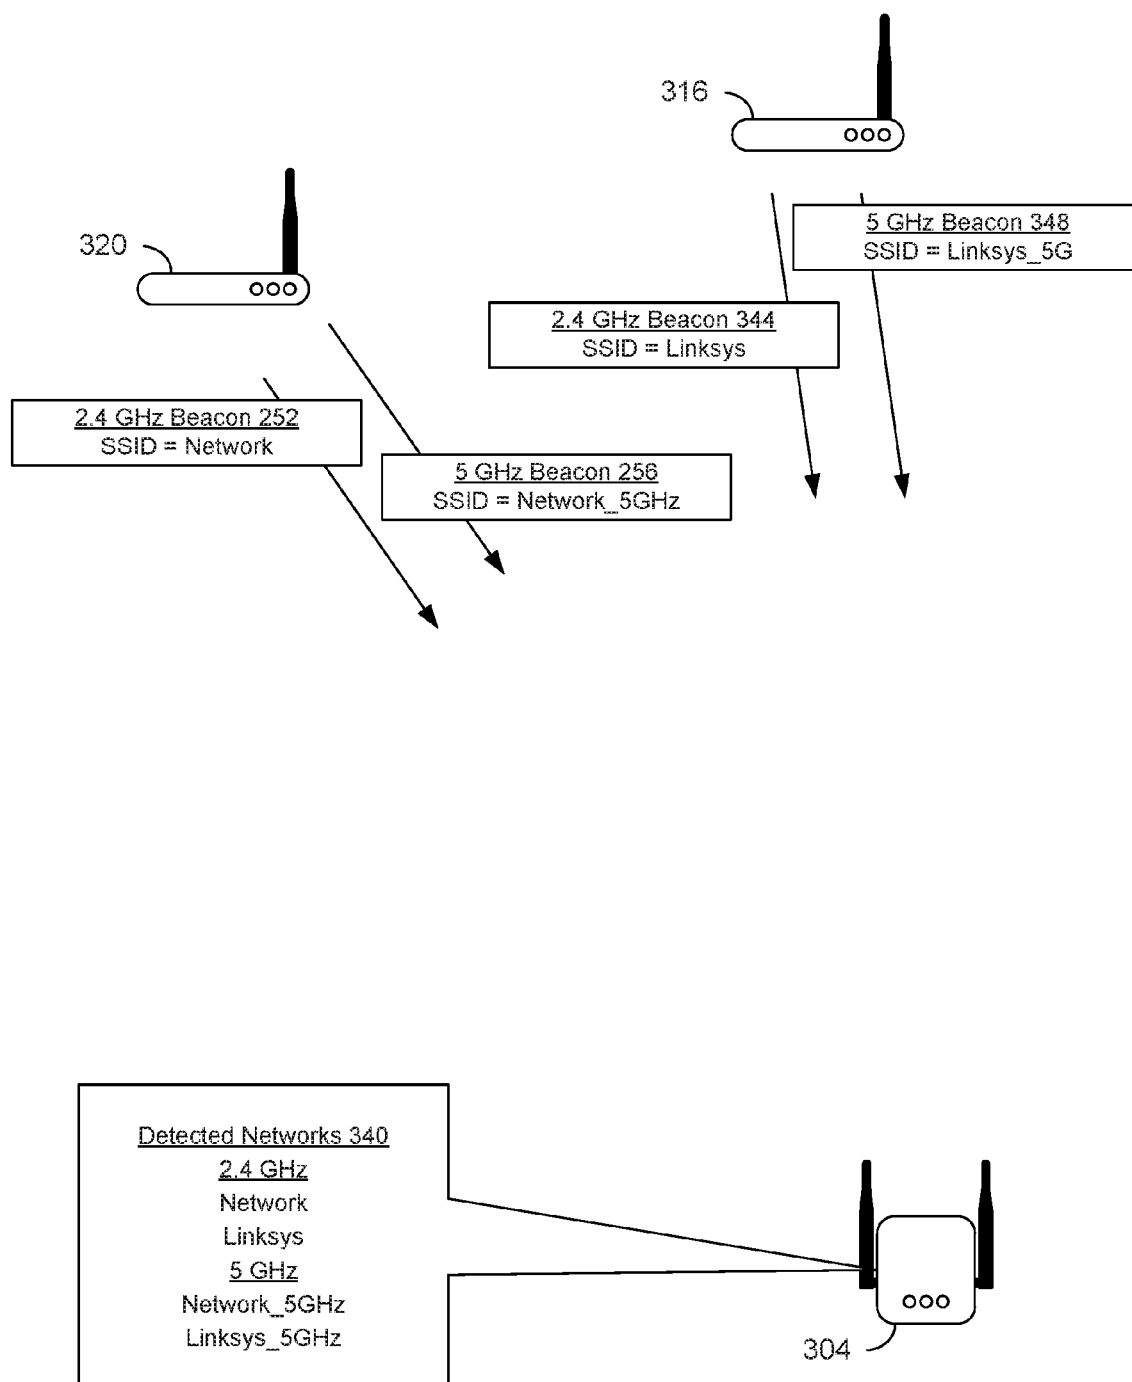 316
5 GHz Beacon 348
SSID = Linksys_5G
320
2.4 GHz Beacon 344
SSID = Linksys
2.4 GHz Beacon 252
SSID = Network
5 GHz Beacon 256
SSID = Network_5GHz
Detected Networks 340
2.4 GHz
Network
Linksys
5 GHz
Network_5GHz
Linksys_5GHz
304